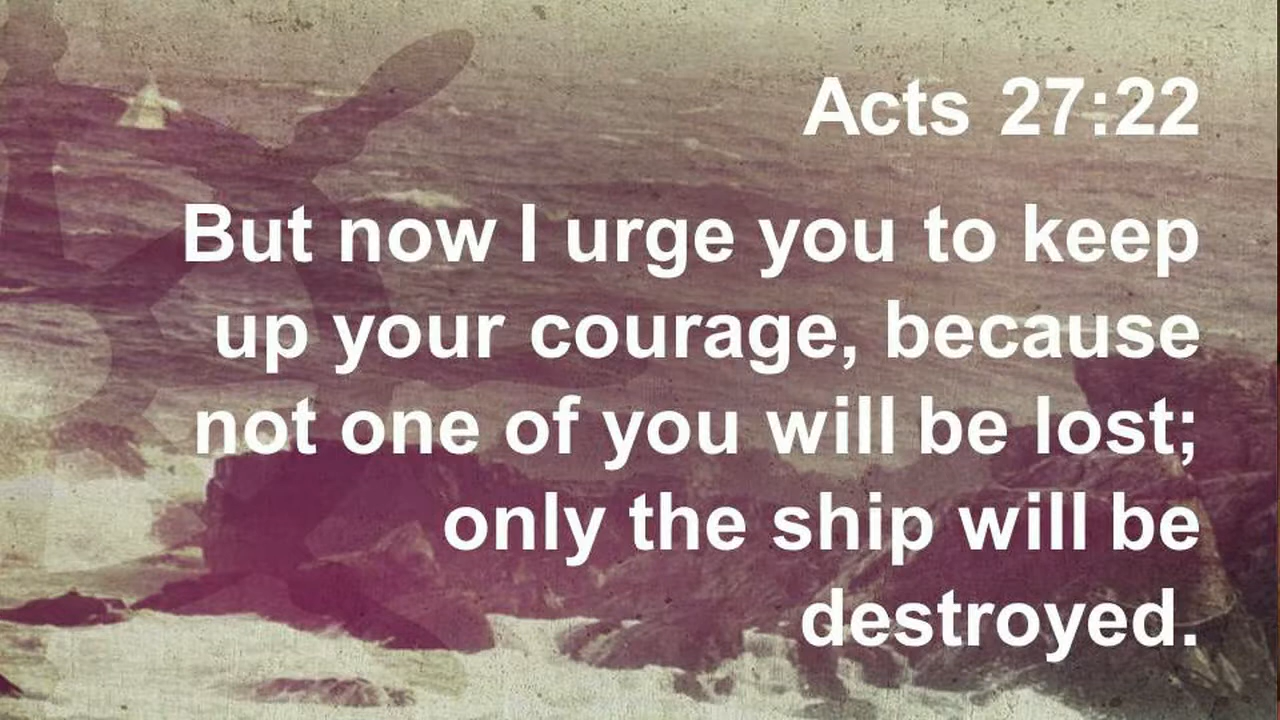 Acts 27:22
But now I urge you to keep
up your courage, because
not one of you will be lost;
only the ship will be
destroyed.